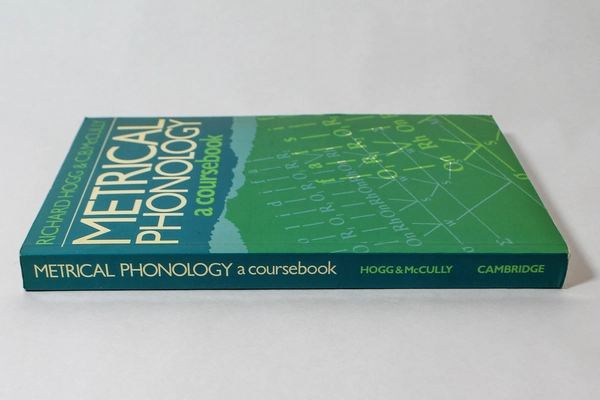 RICHARD HOGG & C.B.McCULLY
METRICAL
PHONOLOGY
a coursebook
METRICAL PHONOLOGY a coursebook HOGG & McCULLY CAMBRIDGE